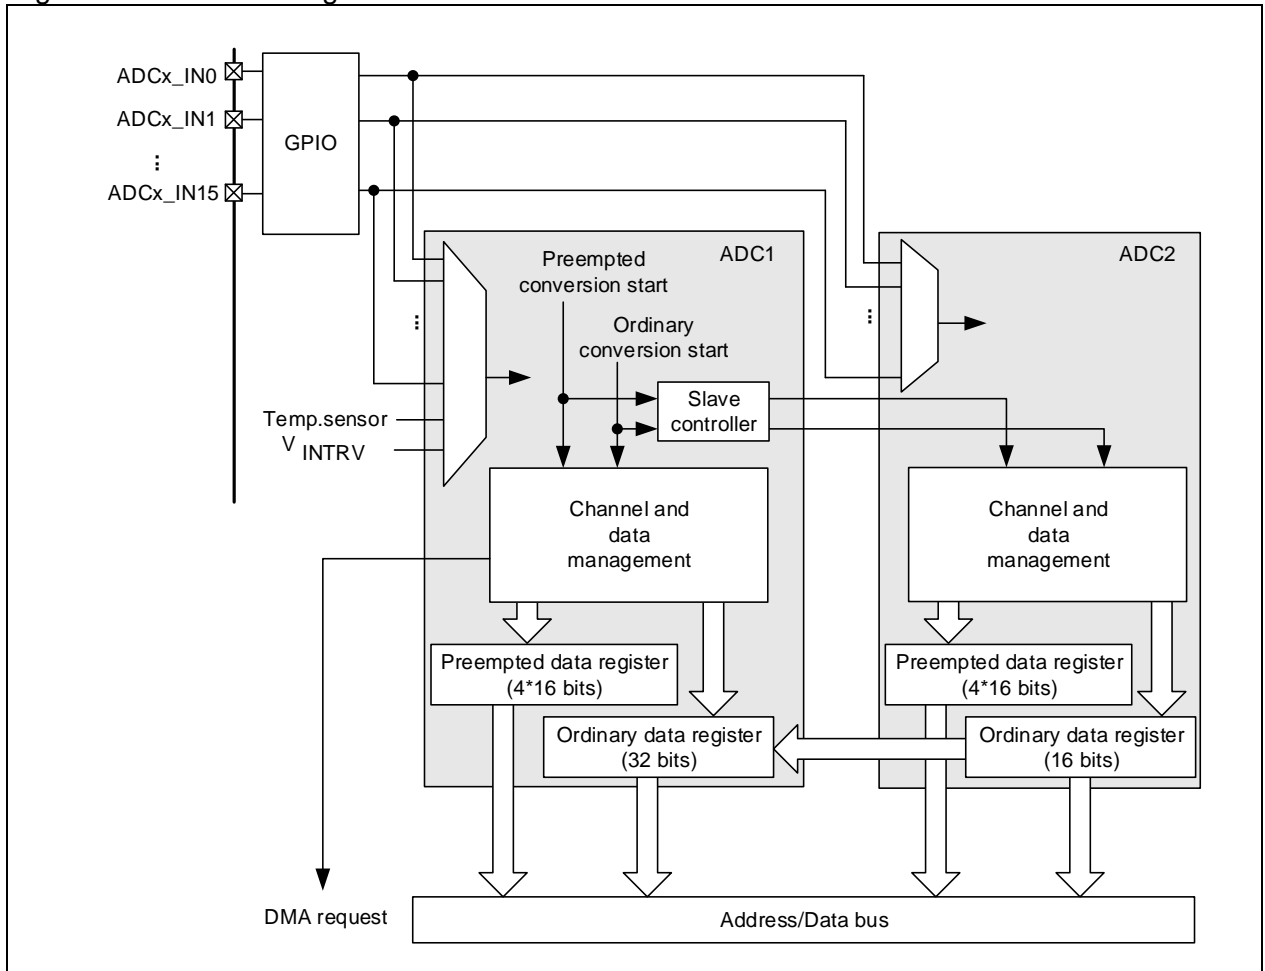 ADCx_IN0
ADCx_IN1
...
ADCx_IN15
GPIO
ADC1
Preempted
conversion start
Ordinary
conversion start
...
Temp.sensor
V INTRV
Slave
controller
Channel and
data
management
Preempted data register
(4*16 bits)
Ordinary data register
(32 bits)
ADC2
...
Channel and
data
management
Preempted data register
(4*16 bits)
Ordinary data register
(16 bits)
DMA request
Address/Data bus